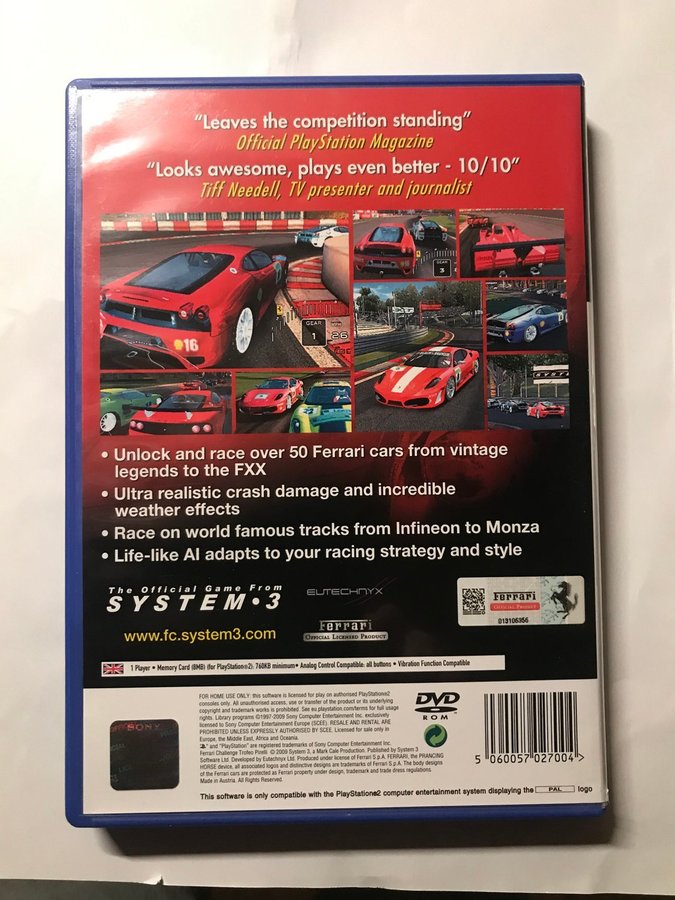 “Leaves the competition standing”
Official PlayStation Magazine
“Looks awesome, plays even better - 10/10”
Tiff Needell, TV presenter and journalist
16
GEAR
1
GEAR
3
• Unlock and race over 50 Ferrari cars from vintage
legends to the FXX
• Ultra realistic crash damage and incredible
weather effects
• Race on world famous tracks from Infineon to Monza
• Life-like AI adapts to your racing strategy and style
The Official Game From
SYSTEM•3
www.fc.system3.com
EUTECHNYX
Ferrari
OFFICIAL LICENSED PRODUCT
Ferrari
OFFICIAL PRODUCT
013106356
1 Player • Memory Card (8MB) (for PlayStation®2): 760KB minimum• Analog Control Compatible: all buttons • Vibration Function Compatible
SONY
FOR HOME USE ONLY: this software is licensed for play on authorised PlayStation®2
consoles only. All unauthorised access, use or transfer of the product or its underlying
copyright and trademark works is prohibited. See eu.playstation.com/terms for full usage
rights. Library programs ©1997-2009 Sony Computer Entertainment Inc. exclusively
licensed to Sony Computer Entertainment Europe (SCEE). RESALE AND RENTAL ARE
PROHIBITED UNLESS EXPRESSLY AUTHORISED BY SCEE. Licensed for sale only in
Europe, the Middle East, Africa and Oceania.
and "PlayStation" are registered trademarks of Sony Computer Entertainment Inc.
Ferrari Challenge Trofeo Pirelli © 2009 System 3, a Mark Cale Production. Published by System 3
Software Ltd. Developed by Eutechnyx Ltd. Produced under license of Ferrari S.p.A. FERRARI, the PRANCING
HORSE device, all associated logos and distinctive designs are trademarks of Ferrari S.p.A. The body designs
of the Ferrari cars are protected as Ferrari property under design, trademark and trade dress regulations.
Made in Austria. All Rights Reserved.
DVD
ROM
5 060057 027004
This software is only compatible with the PlayStation®2 computer entertainment system displaying the PAL logo